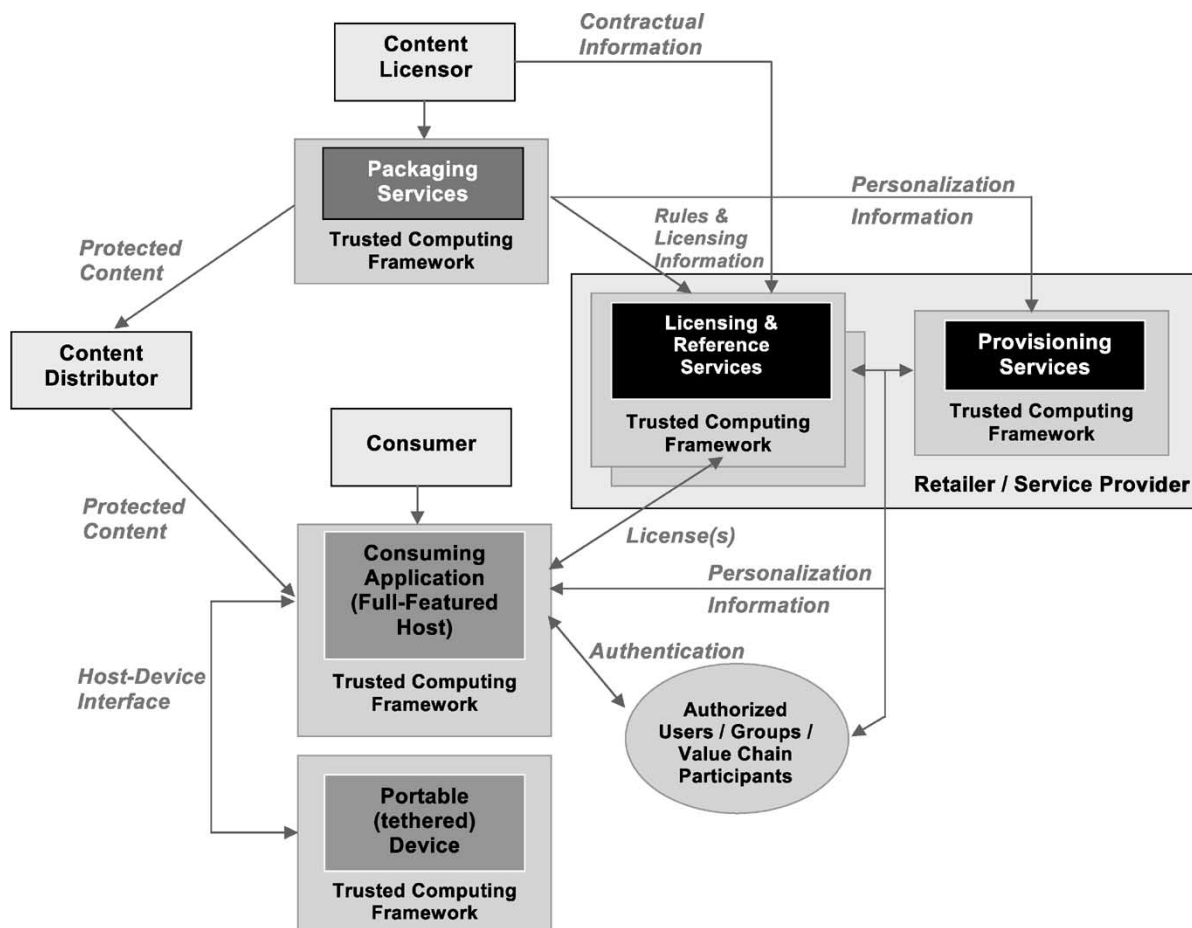 Content
Licensor
Contractual
Information
Packaging
Services
Trusted Computing
Framework
Personalization
Information
Rules &
Licensing
Information
Protected
Content
Content
Distributor
Licensing &
Reference
Services
Trusted Computing
Framework
Provisioning
Services
Trusted Computing
Framework
Retailer / Service Provider
Consumer
Protected
Content
Consuming
Application
(Full-Featured
Host)
Trusted Computing
Framework
License(s)
Personalization
Information
Authentication
Host-Device
Interface
Authorized
Users / Groups /
Value Chain
Participants
Portable
(tethered)
Device
Trusted Computing
Framework